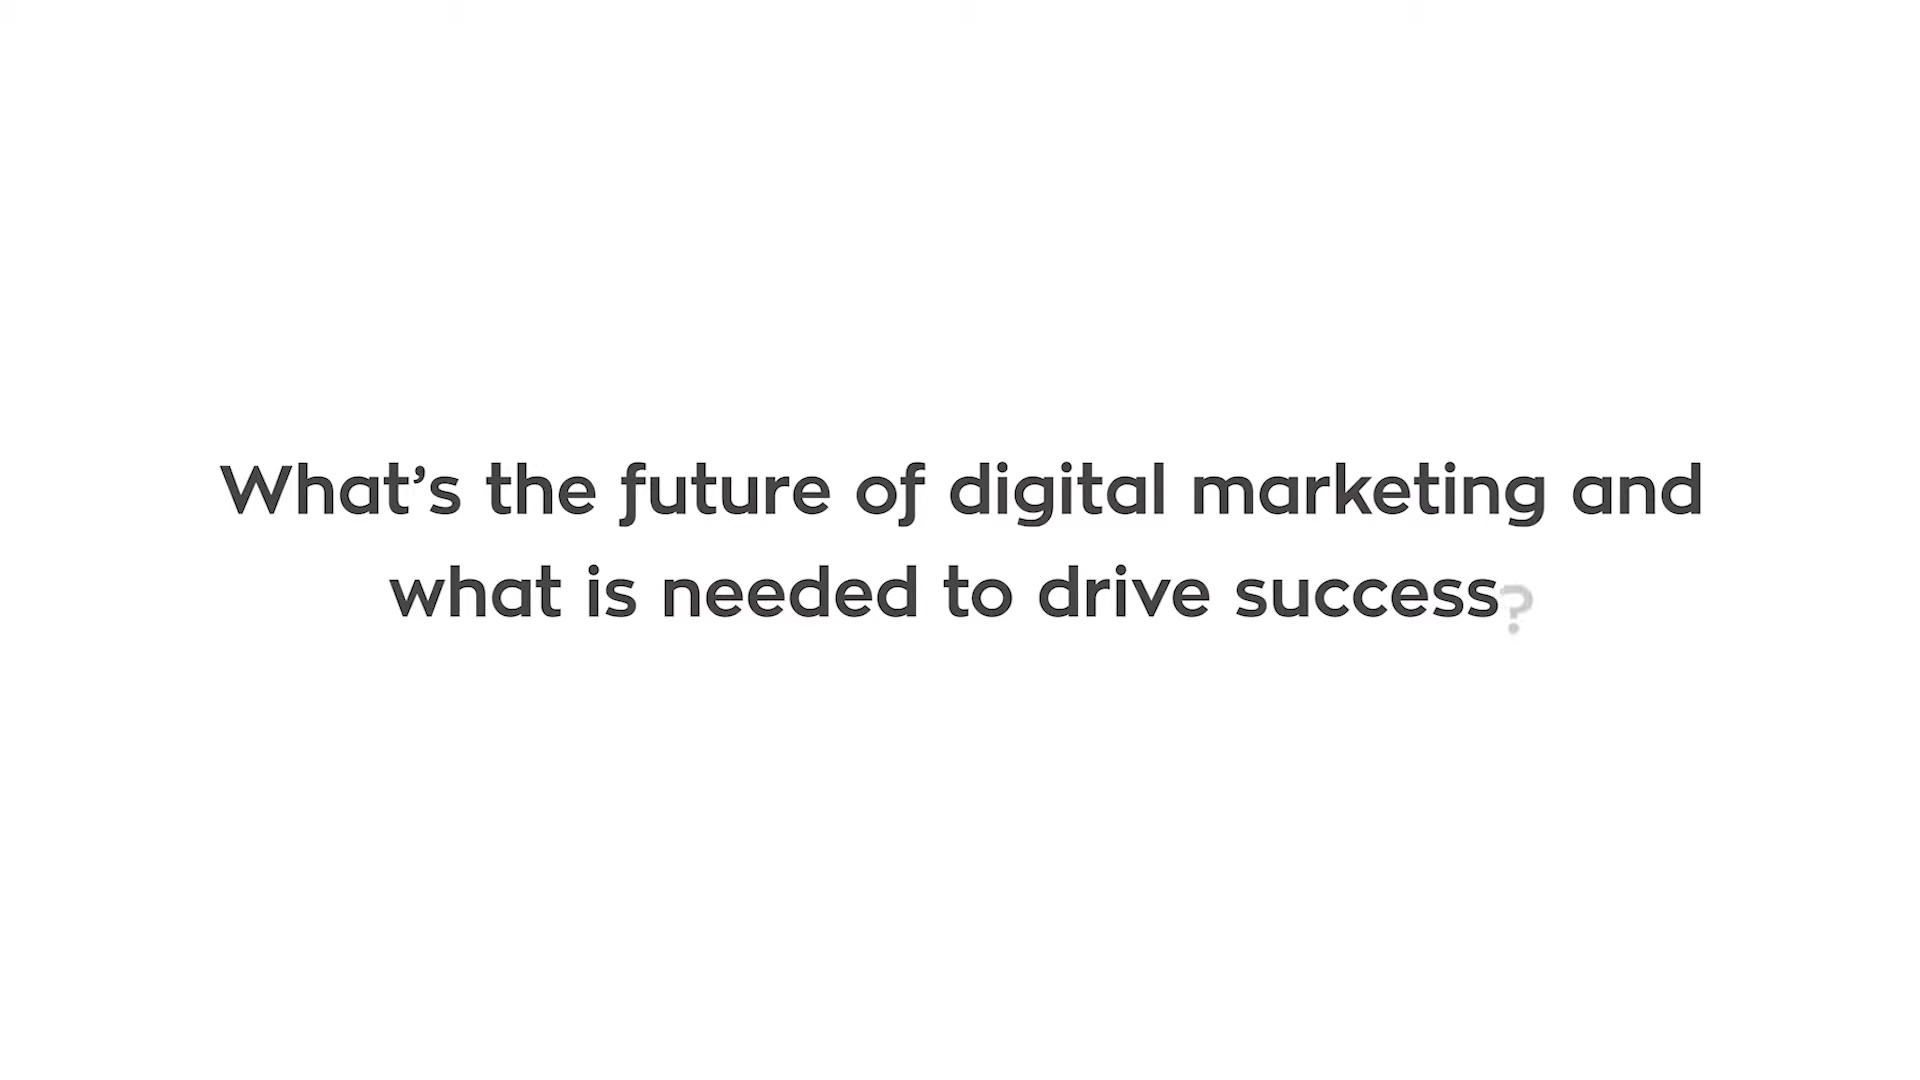 What’s the future of digital marketing and
what is needed to drive success?